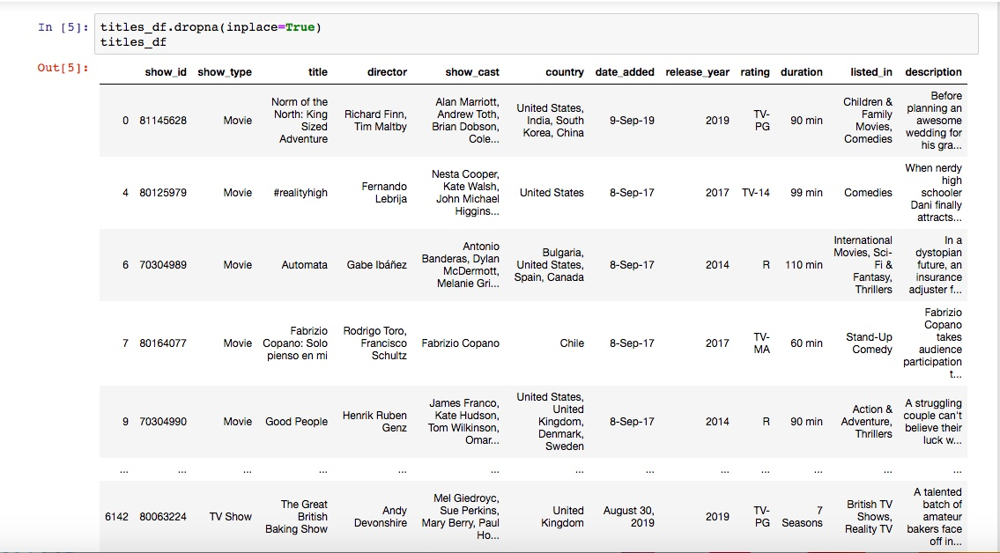 In [5]: titles_df.dropna(inplace=True)
titles_df
Out[5]:
show_id show_type title director show_cast country date_added release_year rating duration listed_in description
0 81145628 Movie Norm of the North: King Sized Adventure Richard Finn, Tim Maltby Alan Marriott, Andrew Toth, Brian Dobson, Cole... United States, India, South Korea, China 9-Sep-19 2019 TV-PG 90 min Children & Family Movies, Comedies Before planning an awesome wedding for his gra...
4 80125979 Movie #realityhigh Fernando Lebrija Nesta Cooper, Kate Walsh, John Michael Higgins... United States 8-Sep-17 2017 TV-14 99 min Comedies When nerdy high schooler Dani finally attracts...
6 70304989 Movie Automata Gabe Ibáñez Antonio Banderas, Dylan McDermott, Melanie Gri... Bulgaria, United States, Spain, Canada 8-Sep-17 2014 R 110 min International Movies, Sci-Fi & Fantasy, Thrillers In a dystopian future, an insurance adjuster f...
7 80164077 Movie Fabrizio Copano: Solo pienso en mi Rodrigo Toro, Francisco Schultz Fabrizio Copano Chile 8-Sep-17 2017 TV-MA 60 min Stand-Up Comedy Fabrizio Copano takes audience participation t...
9 70304990 Movie Good People Henrik Ruben Genz James Franco, Kate Hudson, Tom Wilkinson, Omar... United States, United Kingdom, Denmark, Sweden 8-Sep-17 2014 R 90 min Action & Adventure, Thrillers A struggling couple can't believe their luck w...
... ... ... ... ... ... ... ... ... ... ... ... ...
6142 80063224 TV Show The Great British Baking Show Andy Devonshire Mel Giedroyc, Sue Perkins, Mary Berry, Paul Ho... United Kingdom August 30, 2019 2019 TV-PG 7 Seasons British TV Shows, Reality TV A talented batch of amateur bakers face off in...